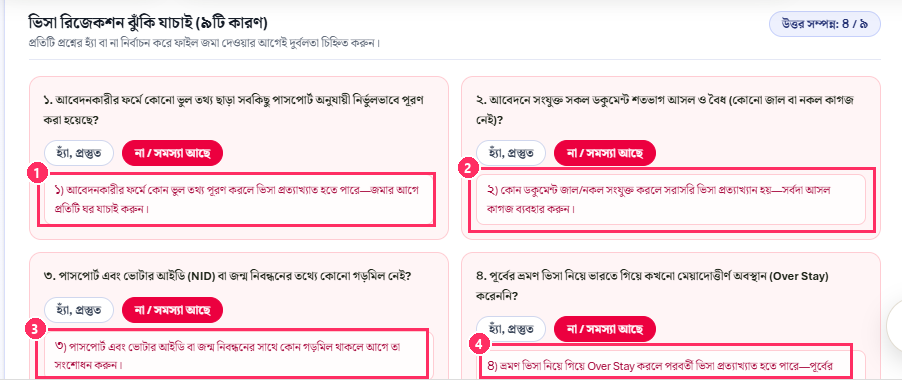 ভিসা রিজেকশন ঝুঁকি যাচাই (৯টি কারণ)
প্রতিটি প্রশ্নের হ্যাঁ বা না নির্বাচন করে ফাইল জমা দেওয়ার আগেই দুর্বলতা চিহ্নিত করুন।
উত্তর সম্পন্ন: ৪ / ৯
১. আবেদনকারীর ফর্মে কোনো ভুল তথ্য ছাড়া সবকিছু পাসপোর্ট অনুযায়ী নির্ভুলভাবে পূরণ
করা হয়েছে?
হ্যাঁ, প্রস্তুত
না / সমস্যা আছে
1
১) আবেদনকারীর ফর্মে কোন ভুল তথ্য পূরণ করলে ভিসা প্রত্যাখ্যাত হতে পারে—জমার আগে
প্রতিটি ঘর যাচাই করুন।
২. আবেদনে সংযুক্ত সকল ডকুমেন্ট শতভাগ আসল ও বৈধ (কোনো জাল বা নকল কাগজ
নেই)?
হ্যাঁ, প্রস্তুত
না / সমস্যা আছে
2
২) কোন ডকুমেন্ট জাল/নকল সংযুক্ত করলে সরাসরি ভিসা প্রত্যাখ্যান হয়—সর্বদা আসল
কাগজ ব্যবহার করুন।
৩. পাসপোর্ট এবং ভোটার আইডি (NID) বা জন্ম নিবন্ধনের তথ্যে কোনো গড়মিল নেই?
হ্যাঁ, প্রস্তুত
না / সমস্যা আছে
3
৩) পাসপোর্ট এবং ভোটার আইডি বা জন্ম নিবন্ধনের সাথে কোন গড়মিল থাকলে আগে তা
সংশোধন করুন।
৪. পূর্বের ভ্রমণ ভিসা নিয়ে ভারতে গিয়ে কখনো মেয়াদোত্তীর্ণ অবস্থান (Over Stay)
করেননি?
হ্যাঁ, প্রস্তুত
না / সমস্যা আছে
4
৪) ভ্রমণ ভিসা নিয়ে গিয়ে Over Stay করলে পরবর্তী ভিসা প্রত্যাখ্যাত হতে পারে—পূর্বের